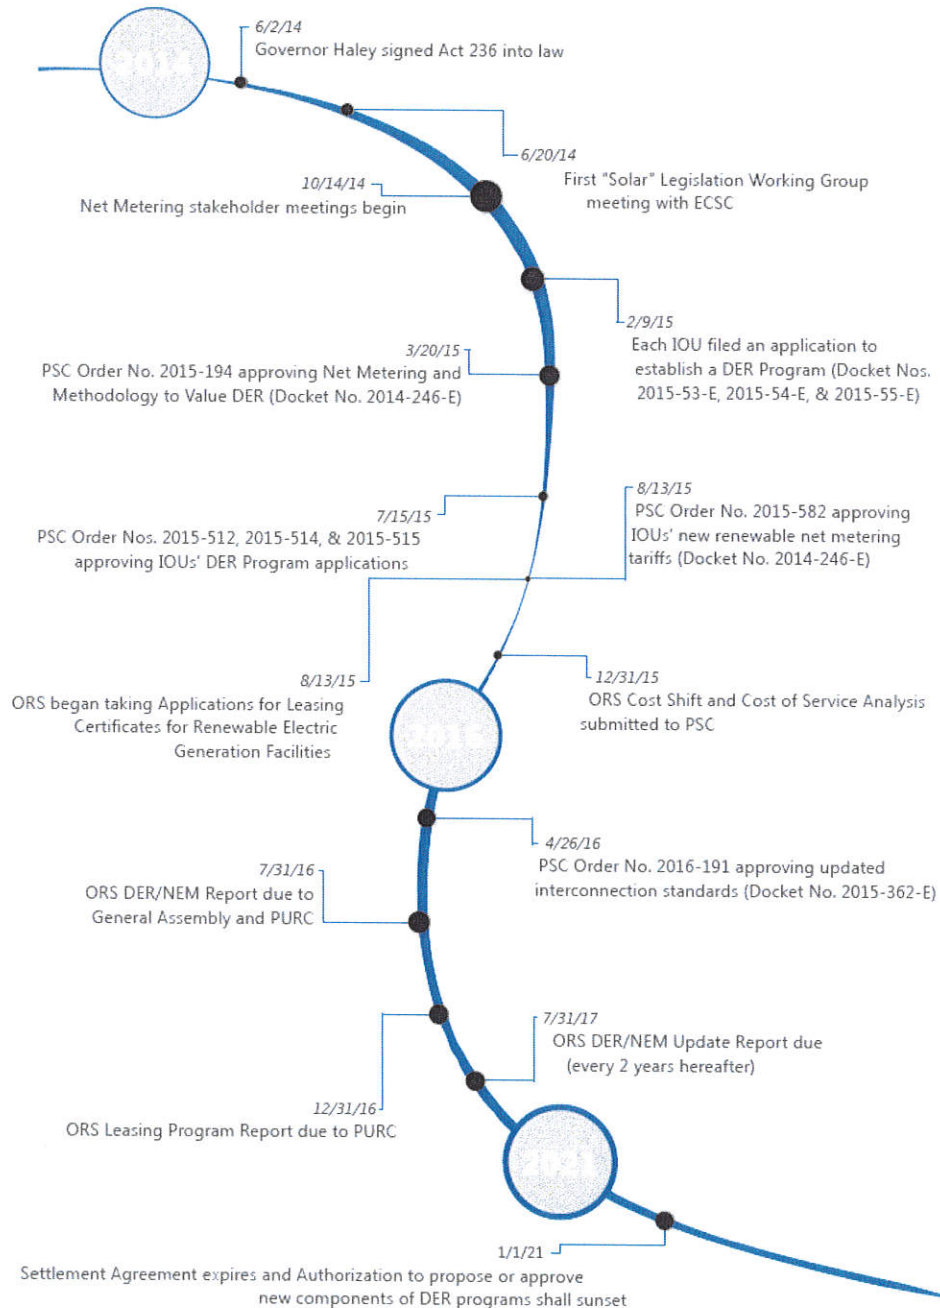 2014
6/2/14
Governor Haley signed Act 236 into law
6/20/14
First "Solar" Legislation Working Group
meeting with ECSC
10/14/14
Net Metering stakeholder meetings begin
2/9/15
Each IOU filed an application to
establish a DER Program (Docket Nos.
2015-53-E, 2015-54-E, & 2015-55-E)
3/20/15
PSC Order No. 2015-194 approving Net Metering and
Methodology to Value DER (Docket No. 2014-246-E)
7/15/15
PSC Order Nos. 2015-512, 2015-514, & 2015-515
approving IOUs' DER Program applications
8/13/15
PSC Order No. 2015-582 approving
IOUs' new renewable net metering
tariffs (Docket No. 2014-246-E)
8/13/15
ORS began taking Applications for Leasing
Certificates for Renewable Electric
Generation Facilities
12/31/15
ORS Cost Shift and Cost of Service Analysis
submitted to PSC
2016
4/26/16
PSC Order No. 2016-191 approving updated
interconnection standards (Docket No. 2015-362-E)
7/31/16
ORS DER/NEM Report due to
General Assembly and PURC
12/31/16
ORS Leasing Program Report due to PURC
7/31/17
ORS DER/NEM Update Report due
(every 2 years hereafter)
2021
1/1/21
Settlement Agreement expires and Authorization to propose or approve
new components of DER programs shall sunset